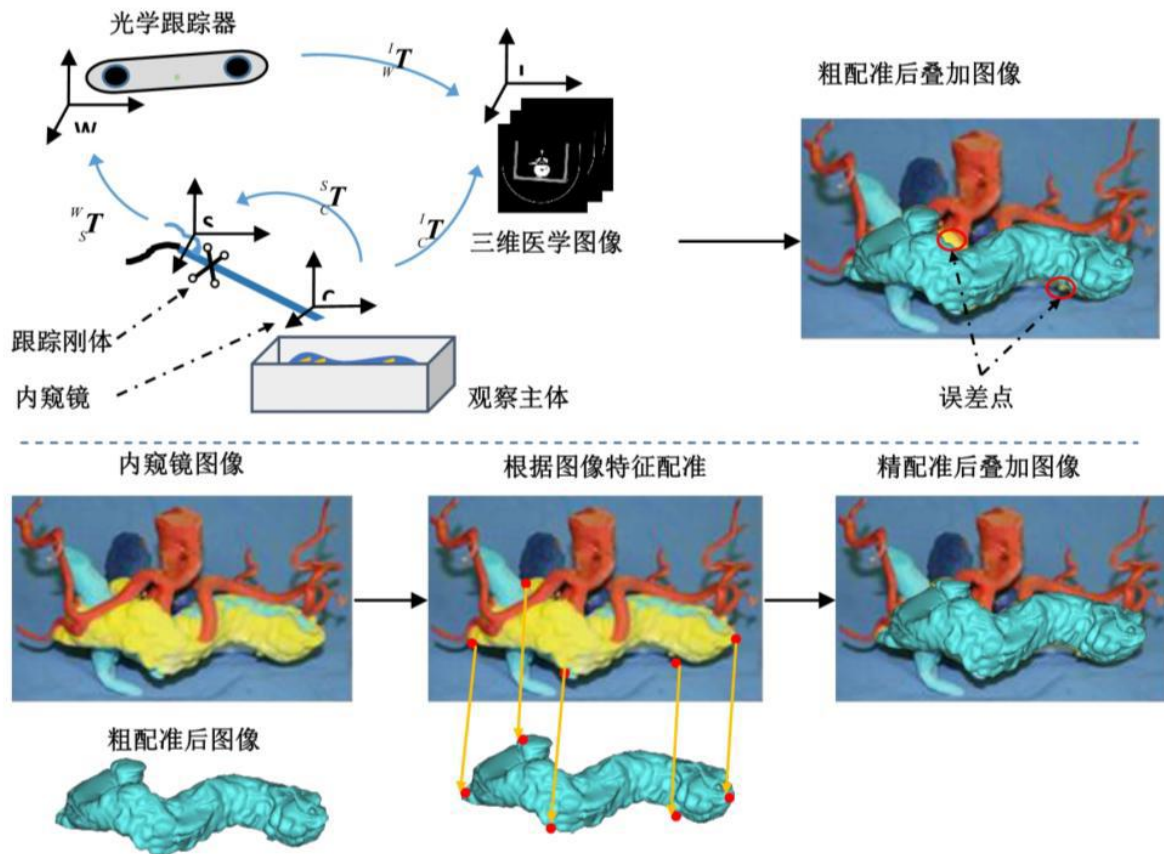 光学跟踪器
粗配准后叠加图像
三维医学图像
跟踪刚体
内窥镜
观察主体
误差点
内窥镜图像
根据图像特征配准
精配准后叠加图像
粗配准后图像